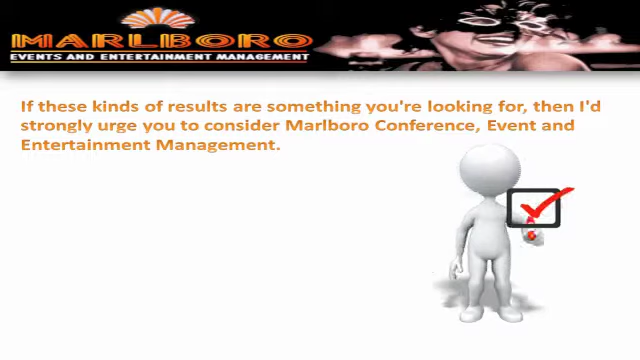 MARLBORO
EVENTS AND ENTERTAINMENT MANAGEMENT
If these kinds of results are something you're looking for, then I'd
strongly urge you to consider Marlboro Conference, Event and
Entertainment Management.